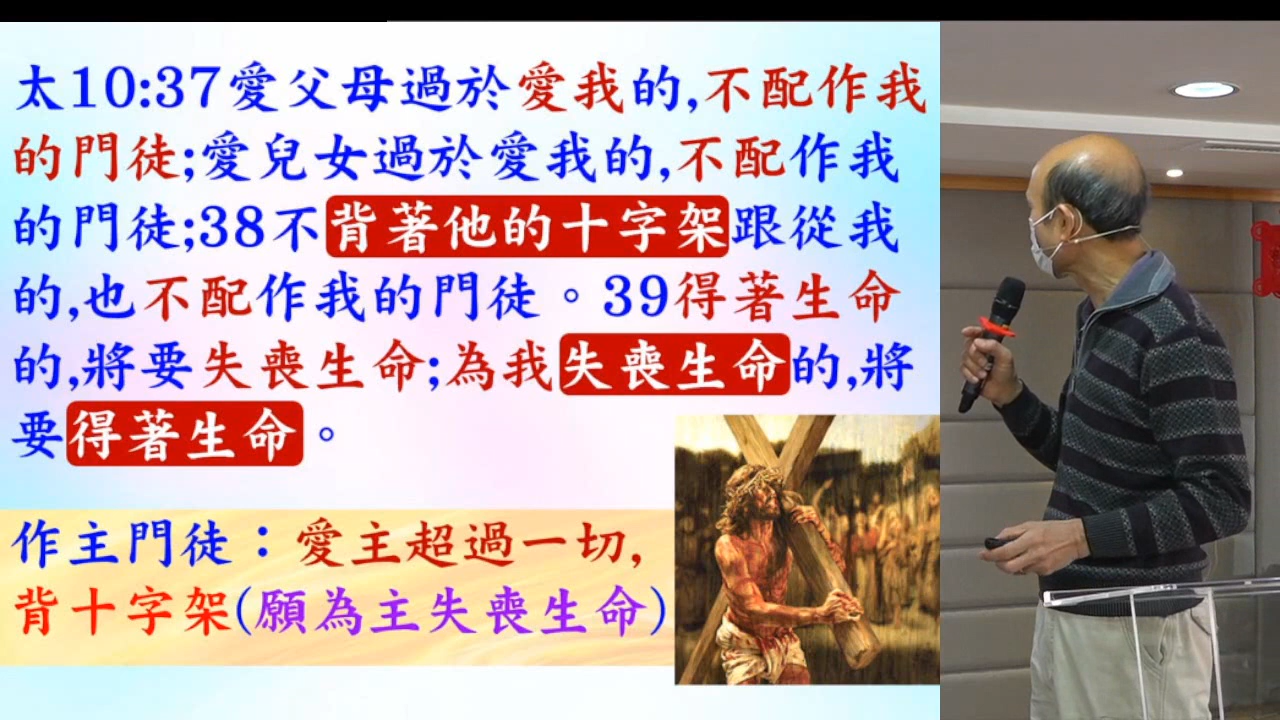 太10:37愛父母過於愛我的,不配作我
的門徒;愛兒女過於愛我的,不配作我
的門徒;38不背著他的十字架跟從我
的,也不配作我的門徒。39得著生命
的,將要失喪生命;為我失喪生命的,將
要得著生命。
作主門徒：愛主超過一切,
背十字架(願為主失喪生命)